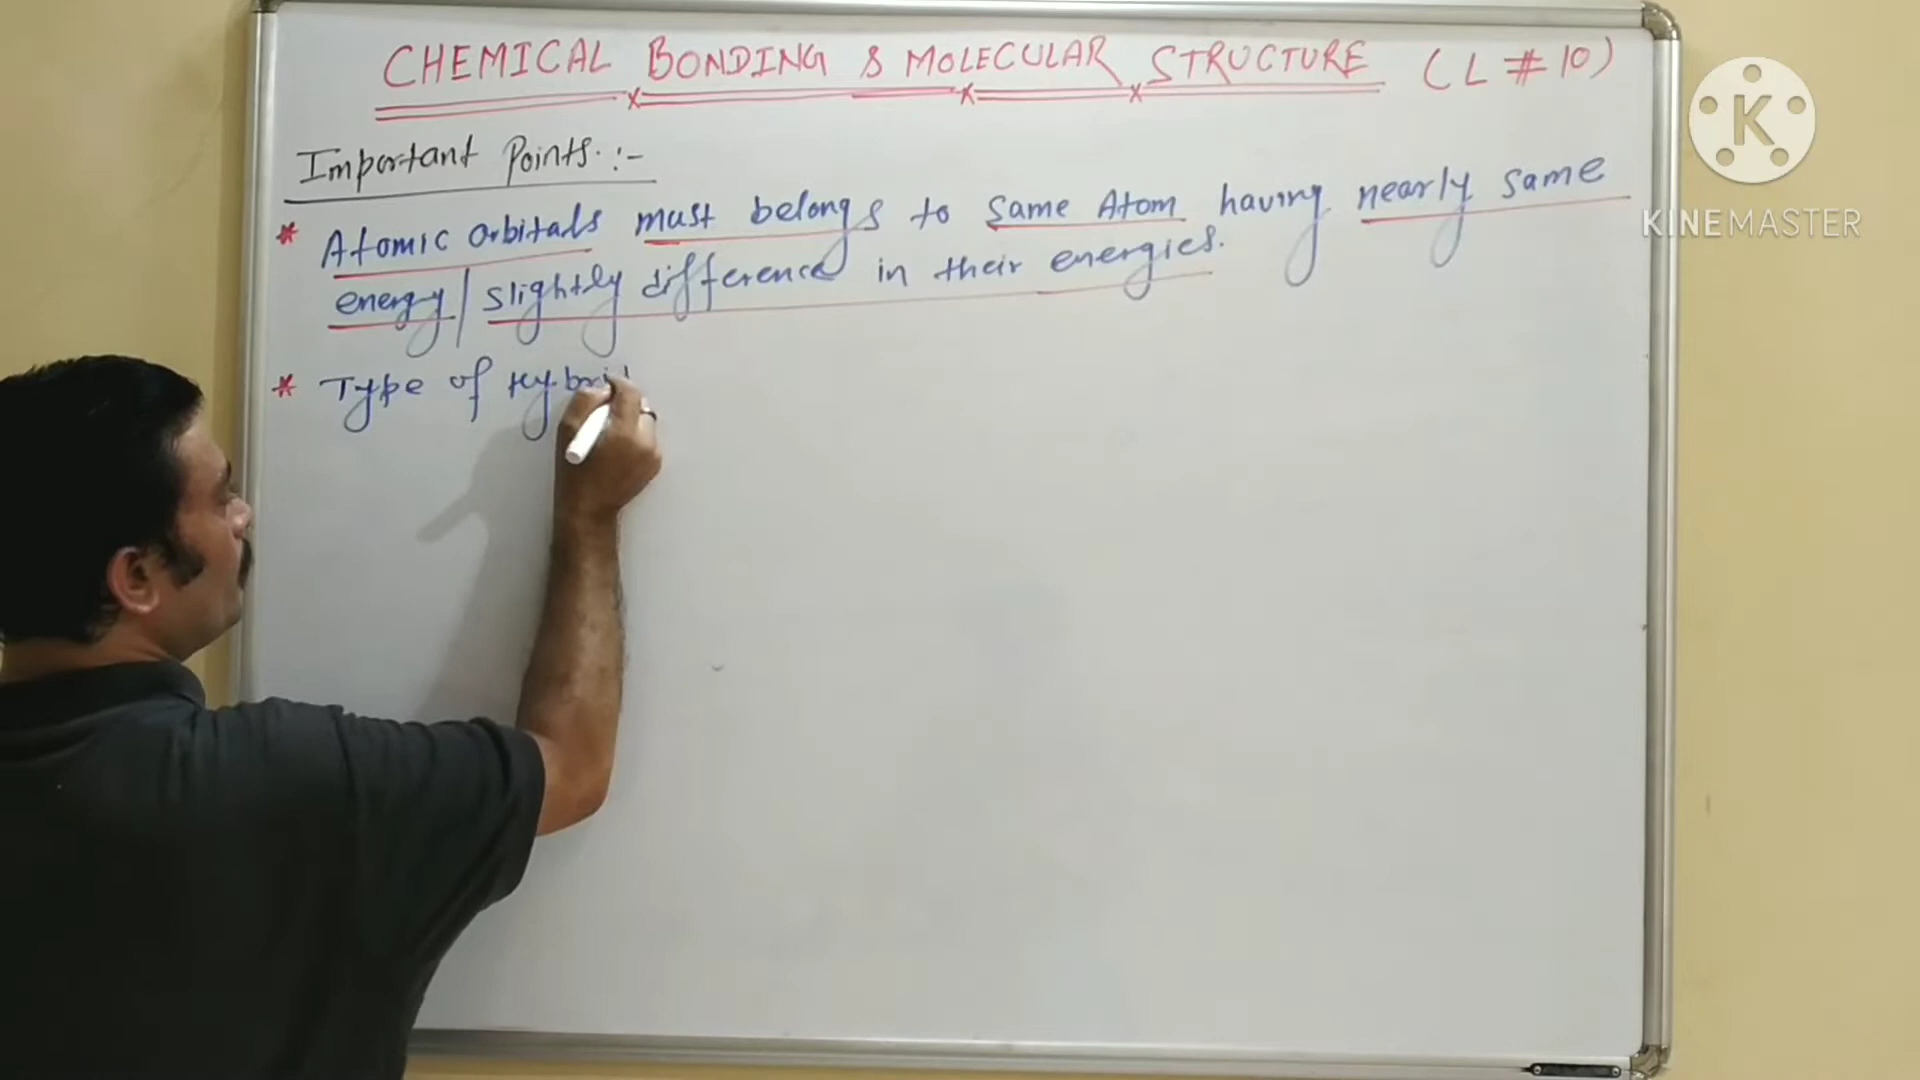 CHEMICAL BONDING & MOLECULAR STRUCTURE (L # 10)
Important Points :-
* Atomic orbitals must belongs to same Atom having nearly same
energy/slightly difference in their energies.
* Type of Hybrid
K
KINEMASTER